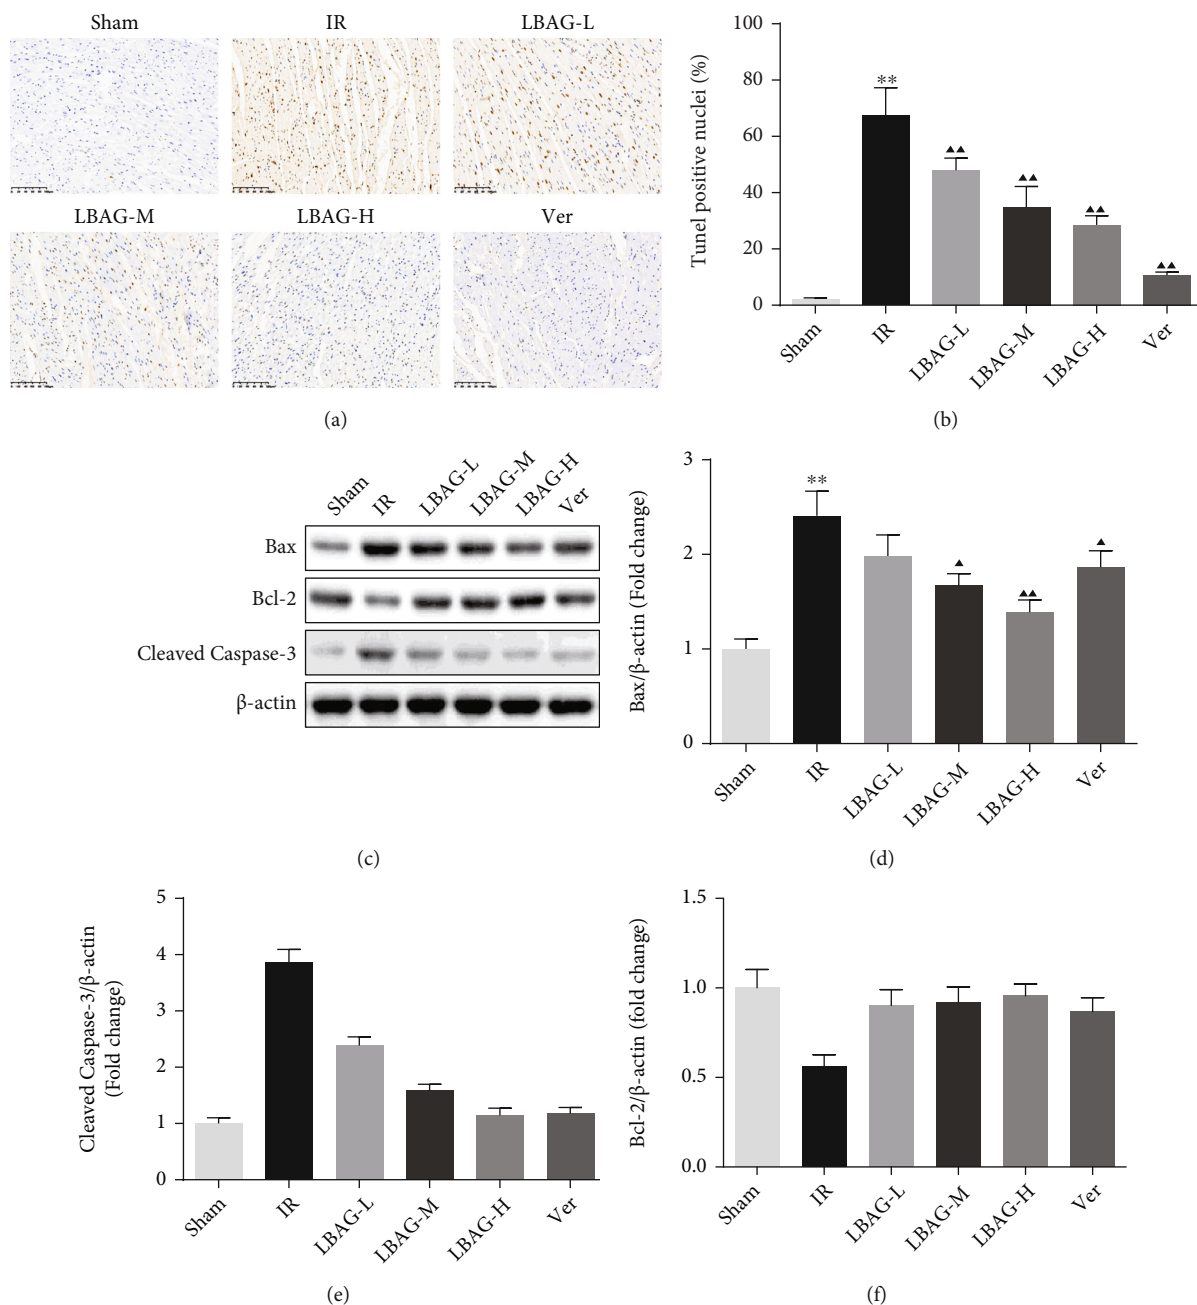 Sham IR LBAG-L
LBAG-M LBAG-H Ver
(a)
Tunel positive nuclei (%)
100
80
60
40
20
0
**
▲▲
▲▲
▲▲
▲▲
Sham IR LBAG-L LBAG-M LBAG-H Ver
(b)
Sham IR LBAG-L LBAG-M LBAG-H Ver
Bax
Bcl-2
Cleaved Caspase-3
β-actin
(c)
Bax/β-actin (Fold change)
3
2
1
0
**
▲
▲▲
▲
Sham IR LBAG-L LBAG-M LBAG-H Ver
(d)
Cleaved Caspase-3/β-actin
(Fold change)
5
4
3
2
1
0
Sham IR LBAG-L LBAG-M LBAG-H Ver
(e)
Bcl-2/β-actin (fold change)
1.5
1.0
0.5
0.0
Sham IR LBAG-L LBAG-M LBAG-H Ver
(f)